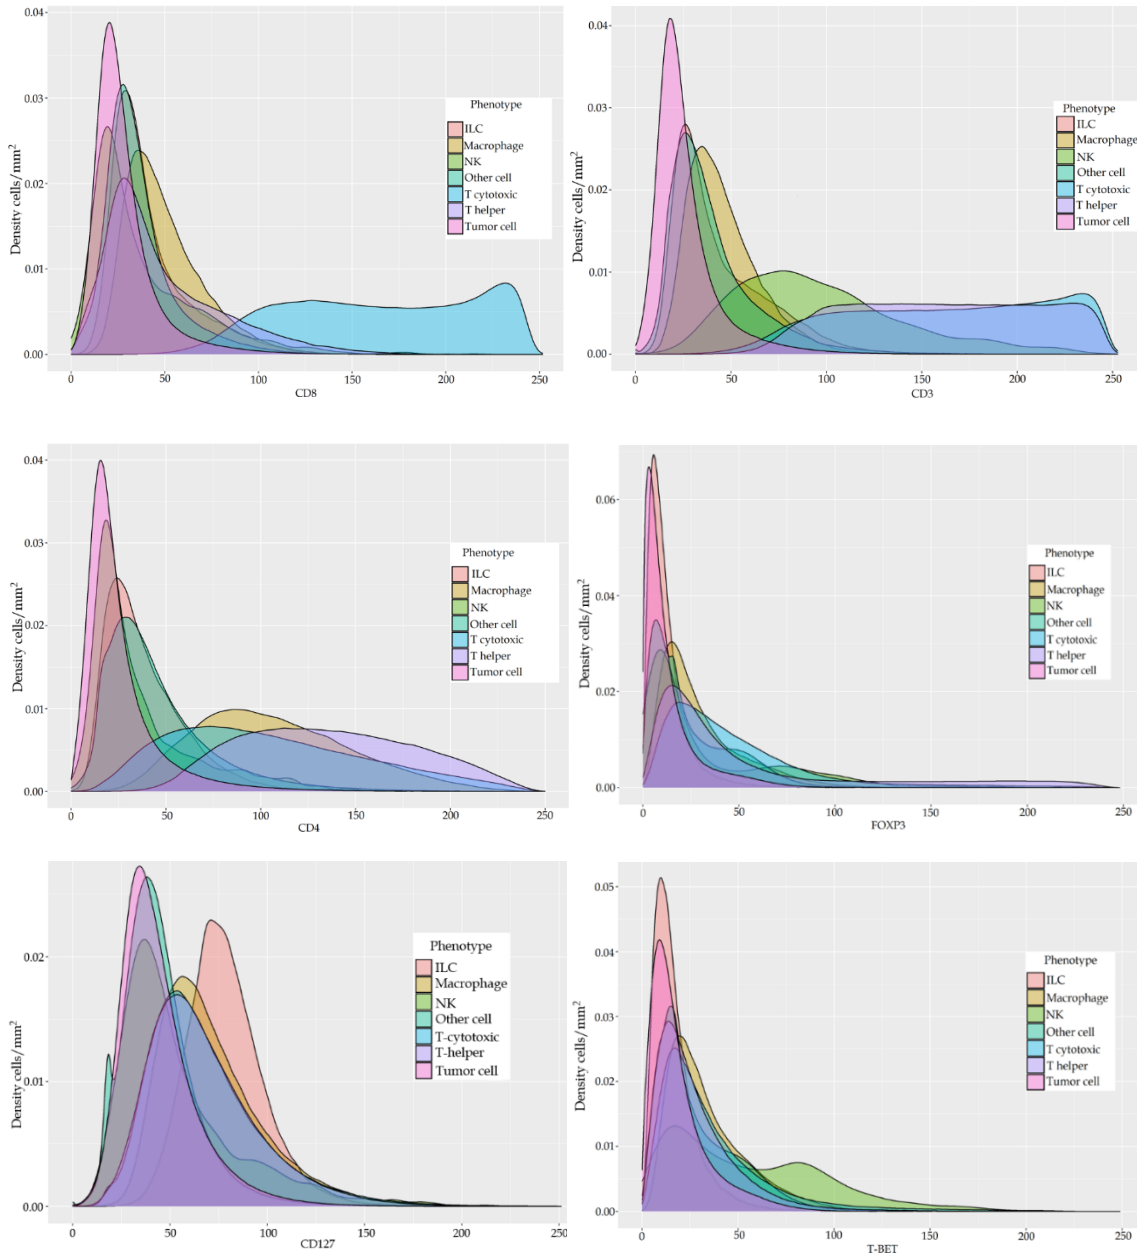 0.04
0.03
0.02
0.01
0.00
Density cells/mm²
Phenotype
ILC
Macrophage
NK
Other cell
T cytotoxic
T helper
Tumor cell
0 50 100 150 200 250
CD8
0.04
0.03
0.02
0.01
0.00
Density cells/mm²
Phenotype
ILC
Macrophage
NK
Other cell
T cytotoxic
T helper
Tumor cell
0 50 100 150 200 250
CD3
0.04
0.03
0.02
0.01
0.00
Density cells/mm²
Phenotype
ILC
Macrophage
NK
Other cell
T cytotoxic
T helper
Tumor cell
0 50 100 150 200 250
CD4
0.06
0.04
0.02
0.00
Density cells/mm²
Phenotype
ILC
Macrophage
NK
Other cell
T cytotoxic
T helper
Tumor cell
0 50 100 150 200 250
FOXP3
0.02
0.01
0.00
Density cells/mm²
Phenotype
ILC
Macrophage
NK
Other cell
T-cytotoxic
T-helper
Tumor cell
0 50 100 150 200 251
CD127
0.05
0.04
0.03
0.02
0.01
0.00
Density cells/mm²
Phenotype
ILC
Macrophage
NK
Other cell
T cytotoxic
T helper
Tumor cell
0 50 100 150 200 250
T-BET